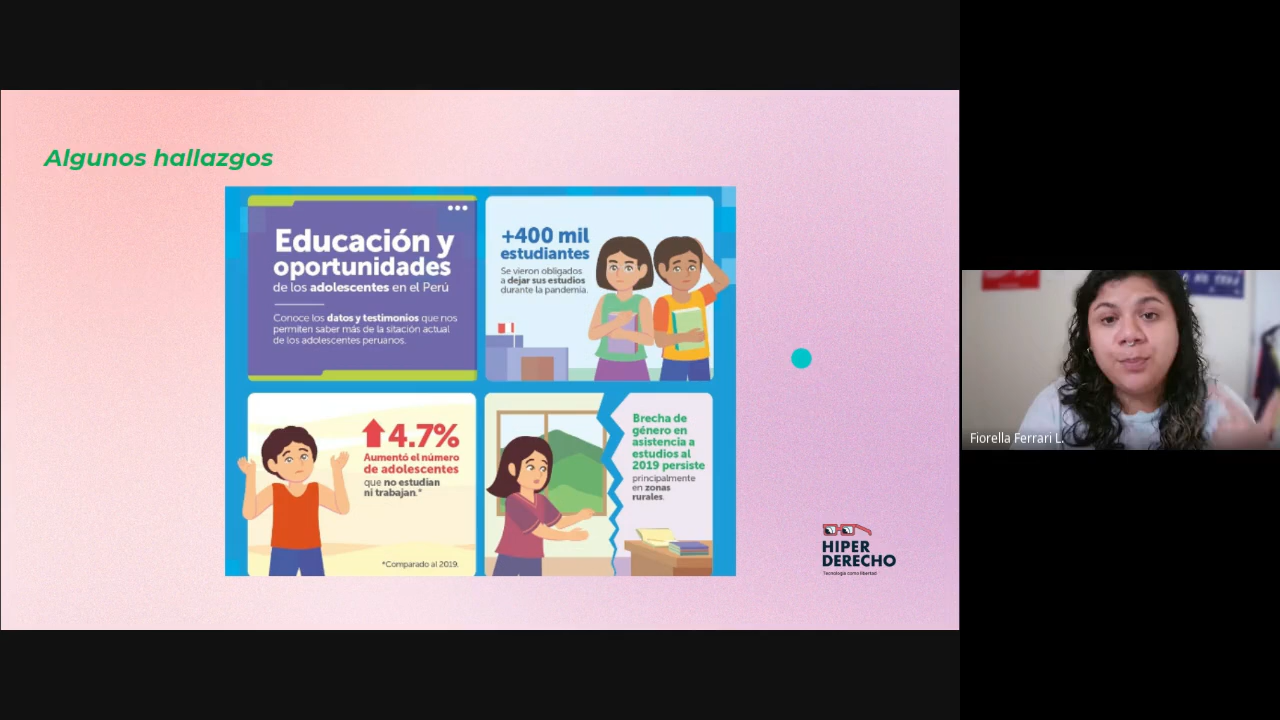 Algunos hallazgos
Educación y
oportunidades
de los adolescentes en el Perú
Conoce los datos y testimonios que nos
permiten saber más de la sitación actual
de los adolescentes peruanos.
+400 mil
estudiantes
Se vieron obligados
a dejar sus estudios
durante la pandemia.
4.7%
Aumentó el número
de adolescentes
que no estudian
ni trabajan.*
*Comparado al 2019.
Brecha de
género en
asistencia a
estudios al
2019 persiste
principalmente
en zonas
rurales.
HIPER
DERECHO
Tecnología como libertad
Fiorella Ferrari L.